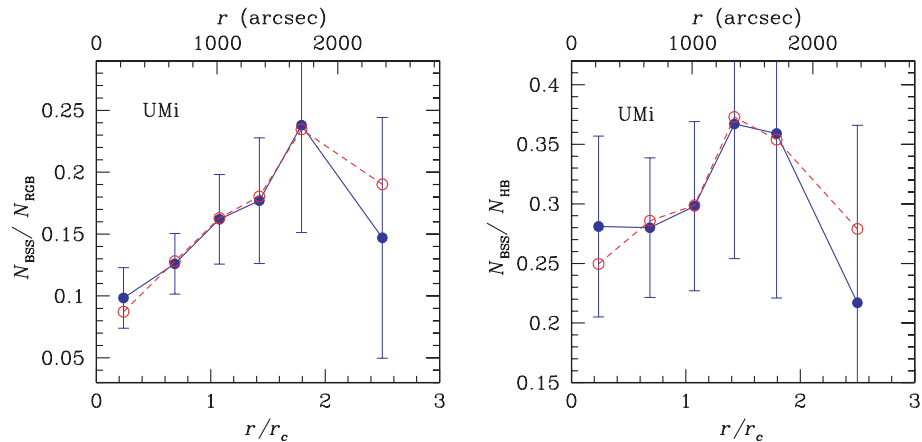 r (arcsec)
0 1000 2000
UMi
N_BSS / N_RGB
0.25
0.2
0.15
0.1
0.05
0 1 2 3
r/r_c
r (arcsec)
0 1000 2000
UMi
N_BSS / N_HB
0.4
0.35
0.3
0.25
0.2
0.15
0 1 2 3
r/r_c